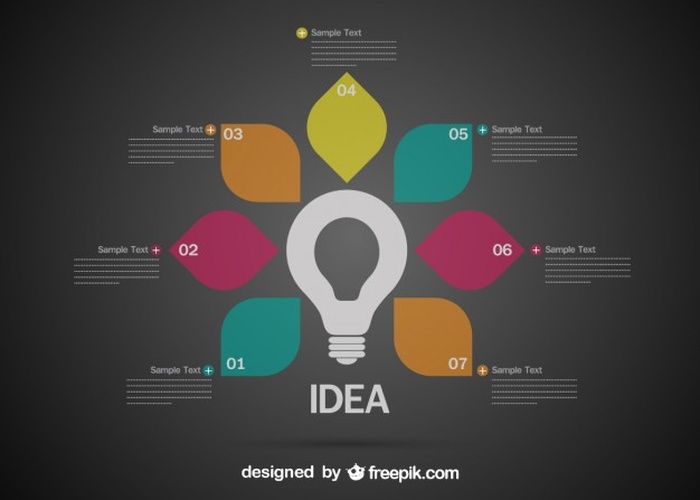 Sample Text
04
Sample Text
03
05
Sample Text
Sample Text
02
06
Sample Text
01
07
Sample Text
Sample Text
IDEA
designed by freepik.com